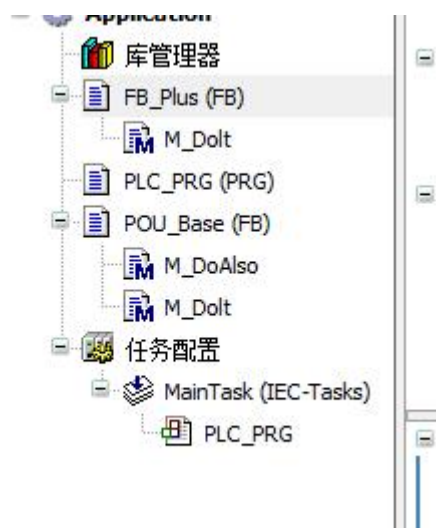 Application
库管理器
FB_Plus (FB)
M_DoIt
PLC_PRG (PRG)
POU_Base (FB)
M_DoAlso
M_DoIt
任务配置
MainTask (IEC-Tasks)
PLC_PRG